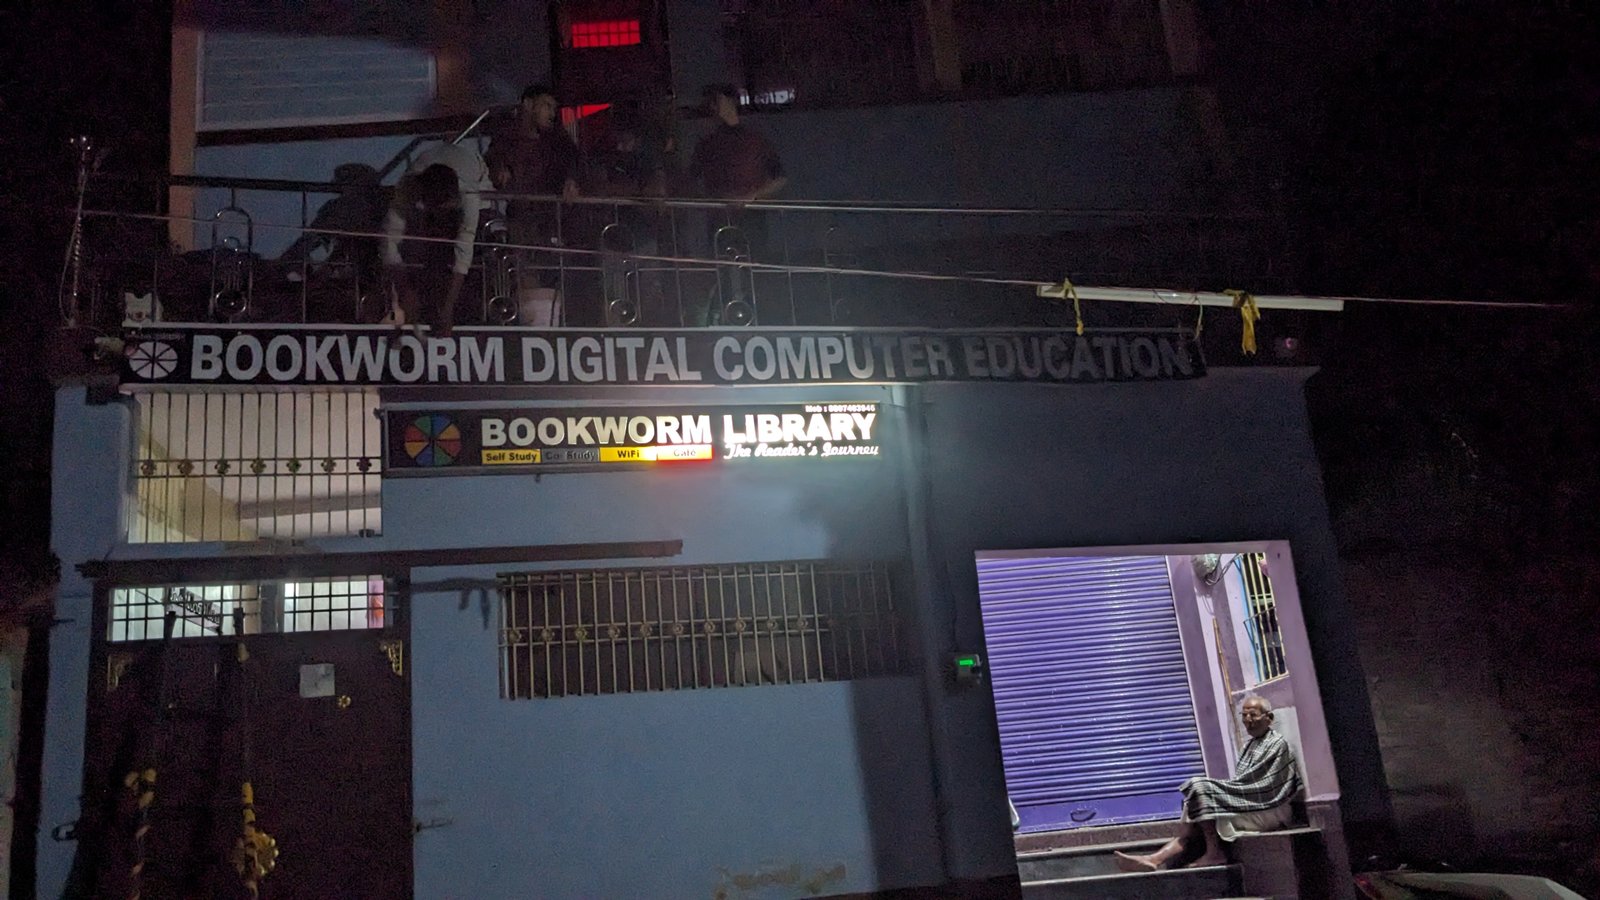 BOOKWORM DIGITAL COMPUTER EDUCATION
BOOKWORM LIBRARY
Self Study Co-Study WiFi Cafe The Reader's Journey